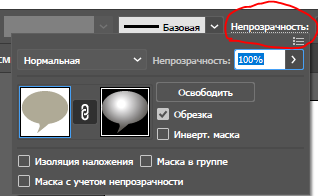 Базовая Непрозрачность:
Нормальная Непрозрачность: 100%
Освободить
Обрезка
Инверт. маска
Изоляция наложения Маска в группе
Маска с учетом непрозрачности